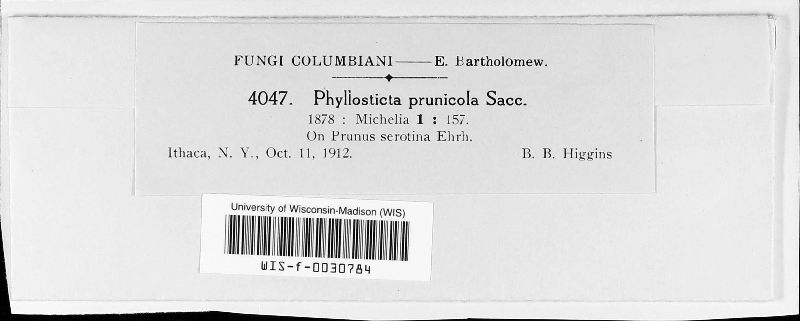 FUNGI COLUMBIANI—E. Bartholomew.
4047. Phyllosticta prunicola Sacc.
1878 : Michelia 1 : 157.
On Prunus serotina Ehrh.
Ithaca, N. Y., Oct. 11, 1912. B. B. Higgins
University of Wisconsin-Madison (WIS)
WIS-f-0030784